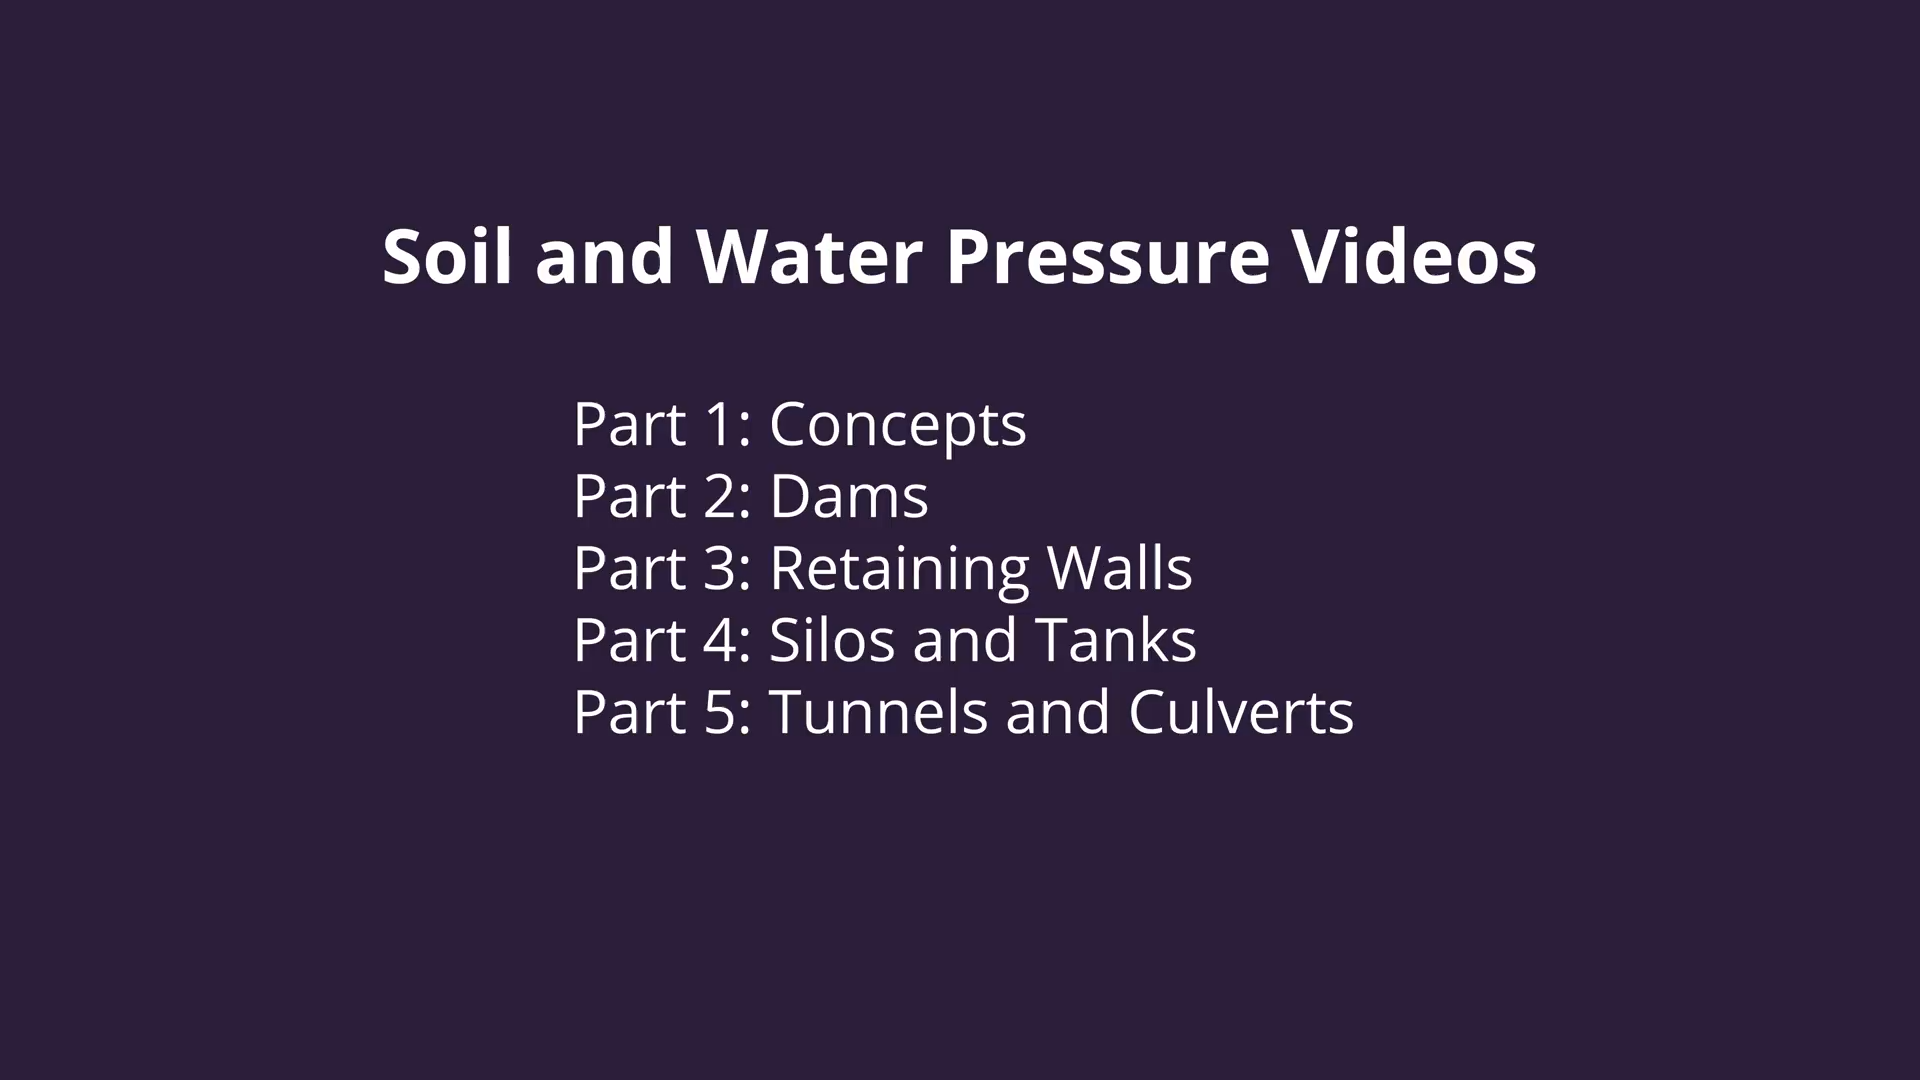 Soil and Water Pressure Videos
Part 1: Concepts
Part 2: Dams
Part 3: Retaining Walls
Part 4: Silos and Tanks
Part 5: Tunnels and Culverts